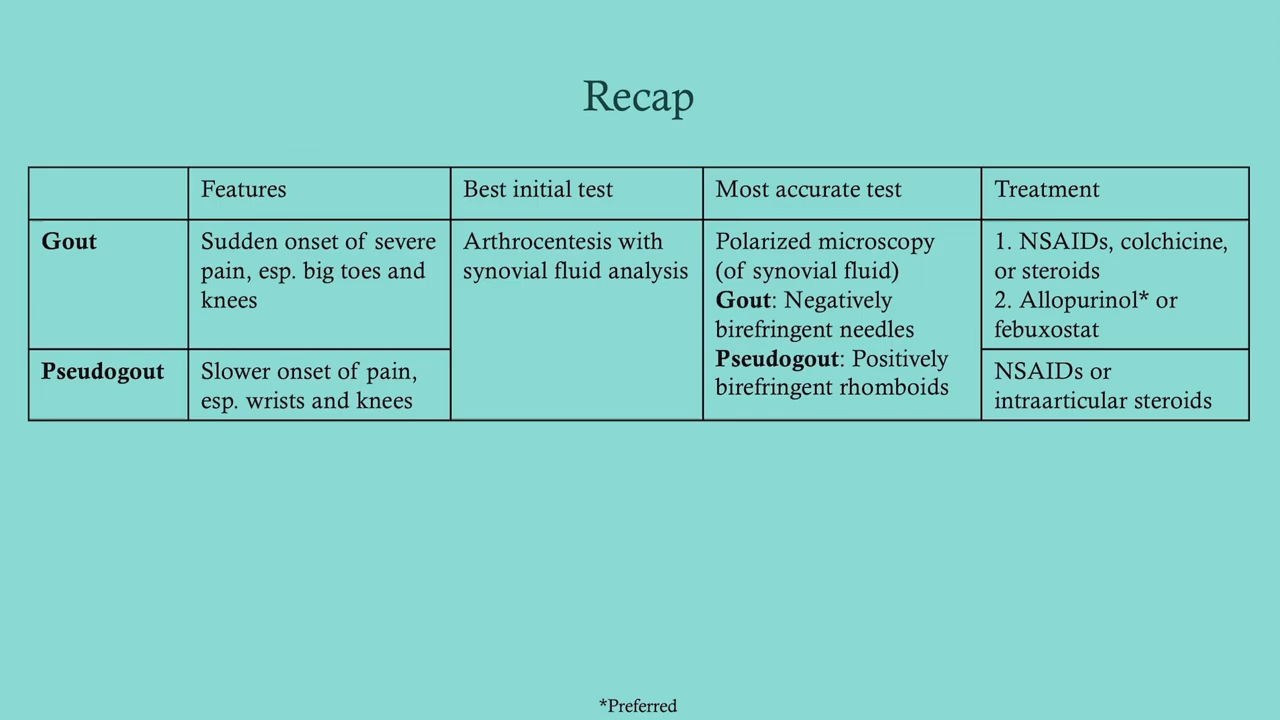 Recap
Features
Best initial test
Most accurate test
Treatment
Gout
Sudden onset of severe
pain, esp. big toes and
knees
Arthrocentesis with
synovial fluid analysis
Polarized microscopy
(of synovial fluid)
Gout: Negatively
birefringent needles
Pseudogout: Positively
birefringent rhomboids
1. NSAIDs, colchicine,
or steroids
2. Allopurinol* or
febuxostat
Pseudogout
Slower onset of pain,
esp. wrists and knees
NSAIDs or
intraarticular steroids
*Preferred